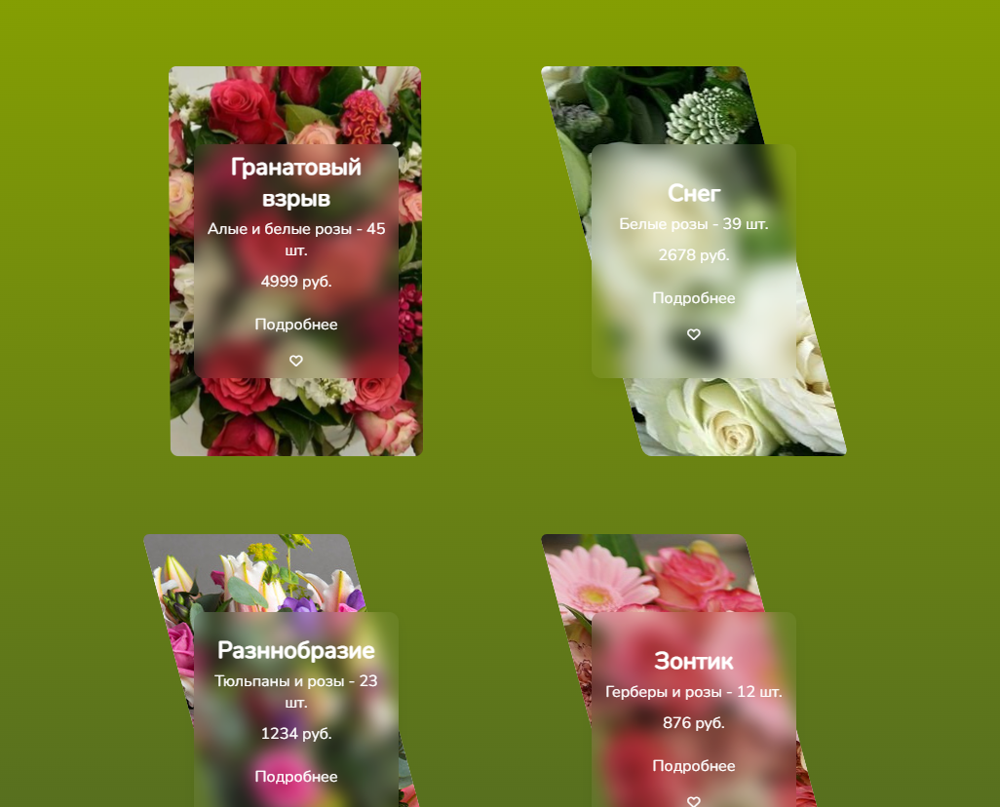 Гранатовый
взрыв
Алые и белые розы - 45
шт.
4999 руб.
Подробнее
Снег
Белые розы - 39 шт.
2678 руб.
Подробнее
Разннобразие
Тюльпаны и розы - 23
шт.
1234 руб.
Подробнее
Зонтик
Герберы и розы - 12 шт.
876 руб.
Подробнее